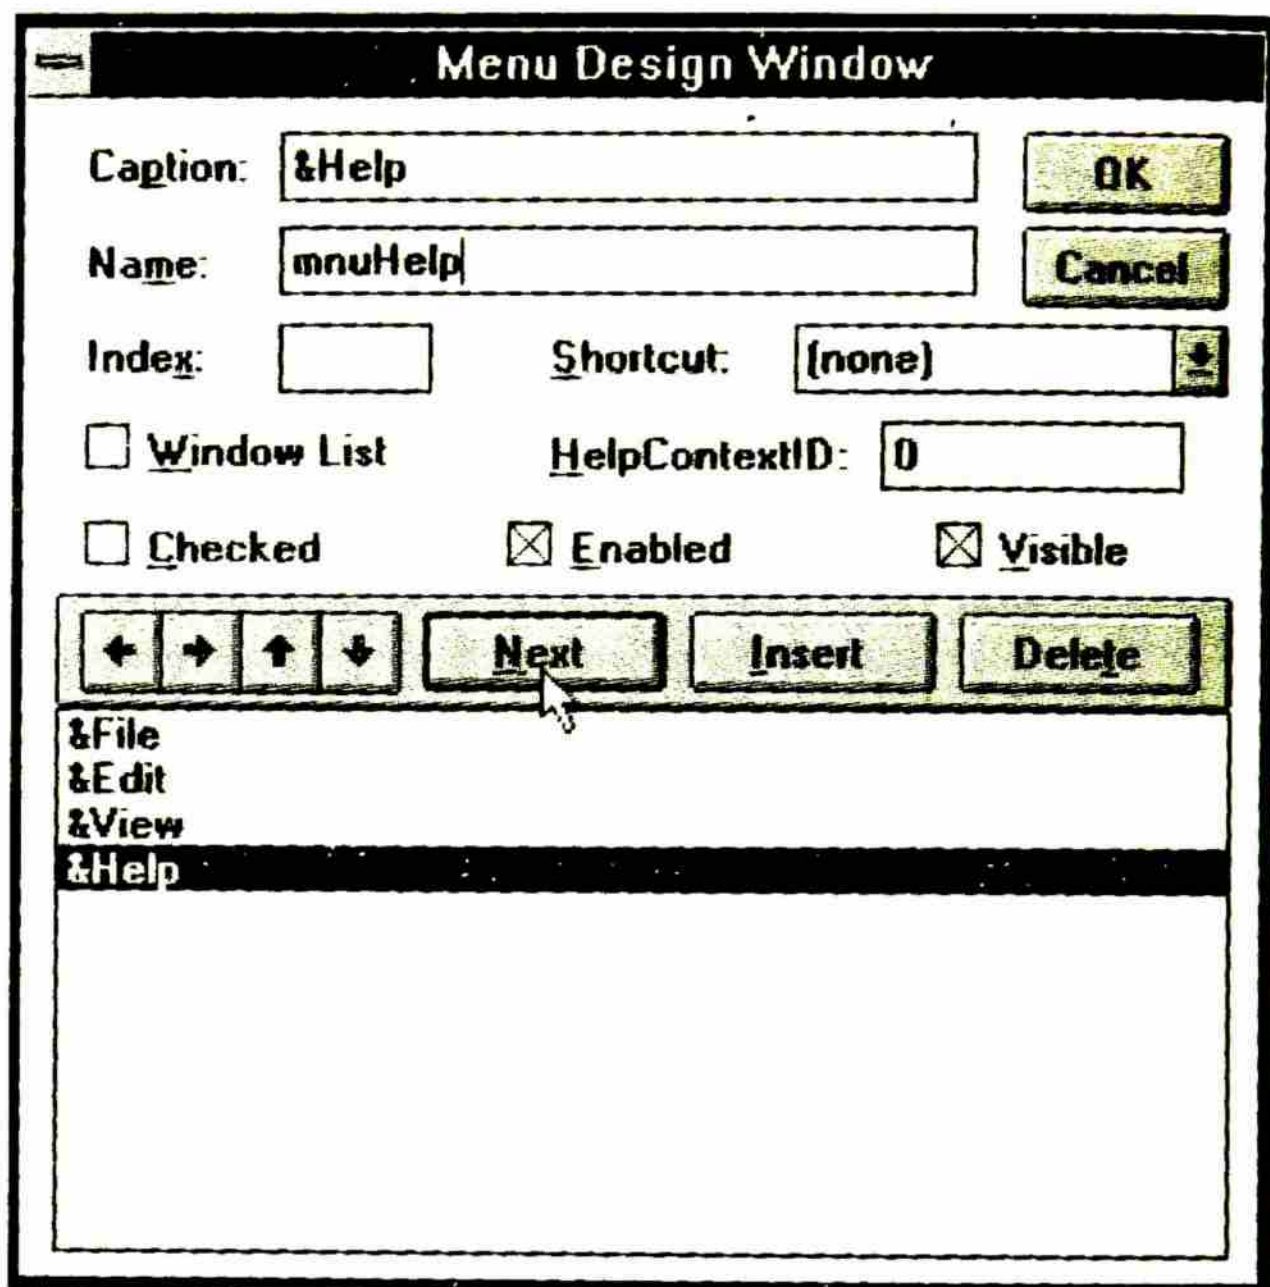 Menu Design Window
Caption: &Help OK
Name: mnuHelp Cancel
Index: Shortcut: (none)
Window List HelpContextID: 0
Checked Enabled Visible
Next Insert Delete
&File
&Edit
&View
&Help